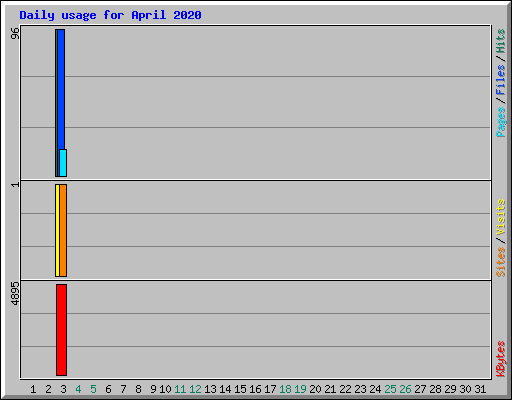 Daily usage for April 2020
96
1
4895
Pages / Files / Hits
Sites / Visits
KBytes
1 2 3 4 5 6 7 8 9 10 11 12 13 14 15 16 17 18 19 20 21 22 23 24 25 26 27 28 29 30 31